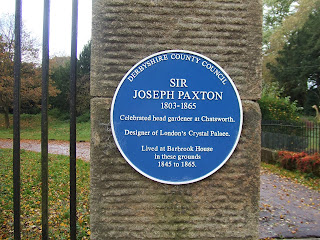 DERBYSHIRE COUNTY COUNCIL
SIR
JOSEPH PAXTON
1803-1865
Celebrated head gardener at Chatsworth.
Designer of London's Crystal Palace.
Lived at Barbrook House
in these grounds
1845 to 1865.